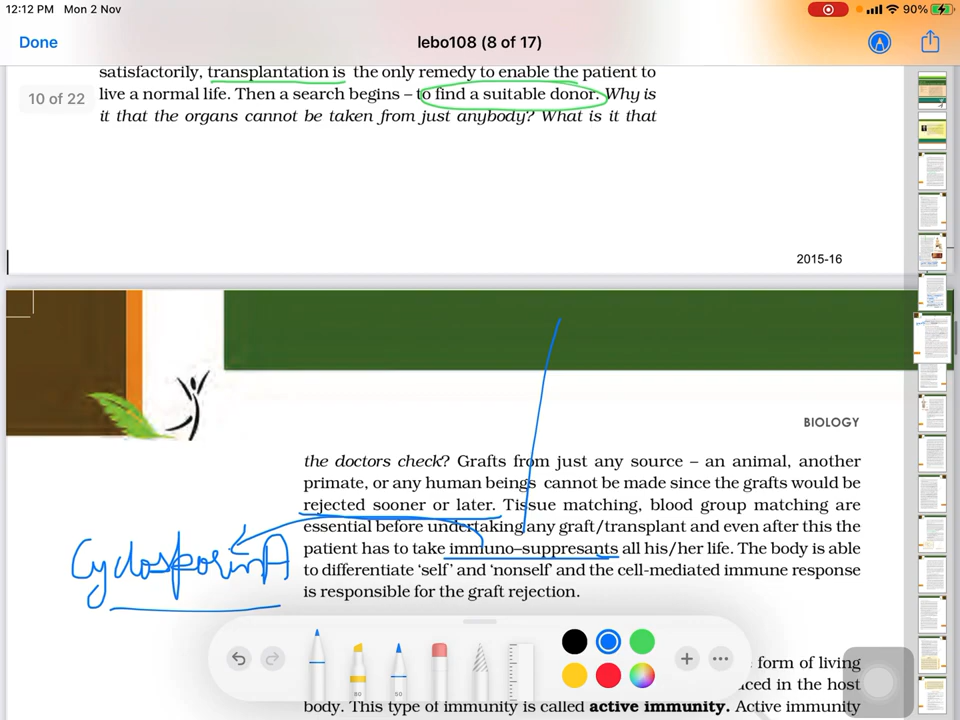 12:12 PM Mon 2 Nov
90%
Done
lebo108 (8 of 17)
satisfactorily, transplantation is the only remedy to enable the patient to
10 of 22
live a normal life. Then a search begins – to find a suitable donor. Why is
it that the organs cannot be taken from just anybody? What is it that
2015-16
BIOLOGY
the doctors check? Grafts from just any source – an animal, another
primate, or any human beings cannot be made since the grafts would be
rejected sooner or later. Tissue matching, blood group matching are
essential before undertaking any graft/transplant and even after this the
patient has to take immuno–suppresants all his/her life. The body is able
to differentiate ‘self’ and ‘nonself’ and the cell-mediated immune response
is responsible for the graft rejection.
Cyclosporin A
form of living
aced in the host
body. This type of immunity is called active immunity. Active immunity
80
50